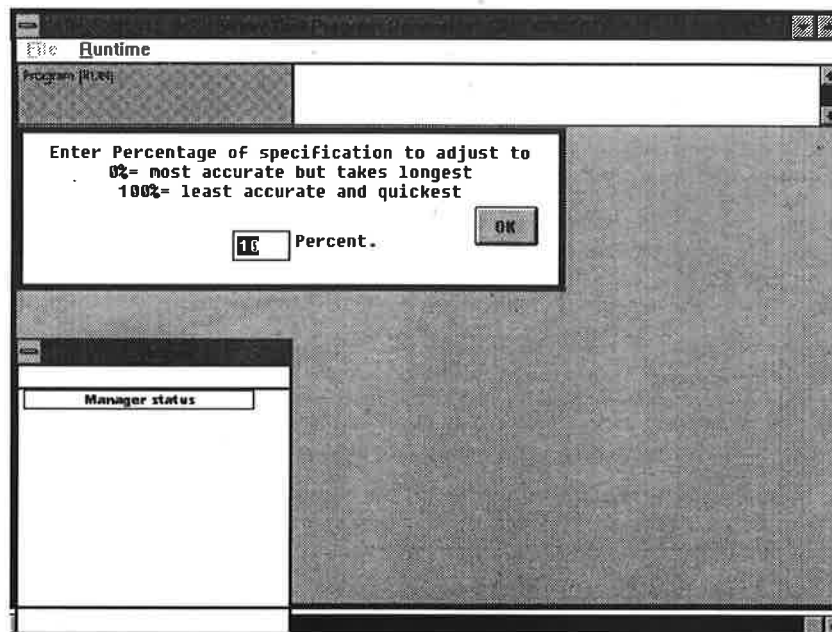 File Runtime
Program
Enter Percentage of specification to adjust to
0%= most accurate but takes longest
100%= least accurate and quickest
10 Percent.
OK
Manager status